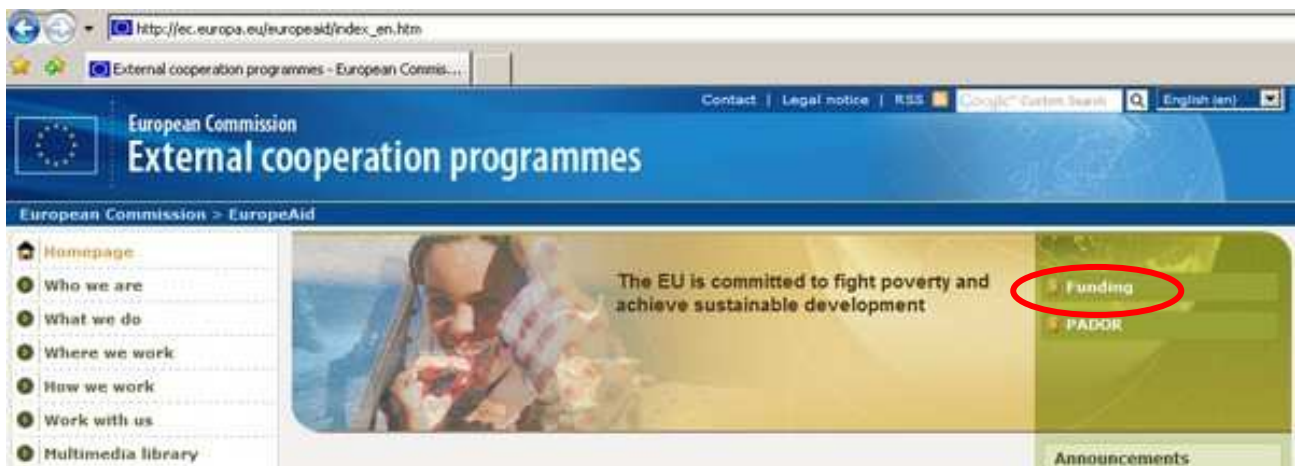 http://ec.europa.eu/europeaid/index_en.htm
External cooperation programmes - European Commis...
Contact | Legal notice | RSS Google™ Custom Search English (en)
European Commission
External cooperation programmes
European Commission > EuropeAid
Homepage
Who we are
What we do
Where we work
How we work
Work with us
Multimedia library
The EU is committed to fight poverty and
achieve sustainable development
Funding
PADOR
Announcements